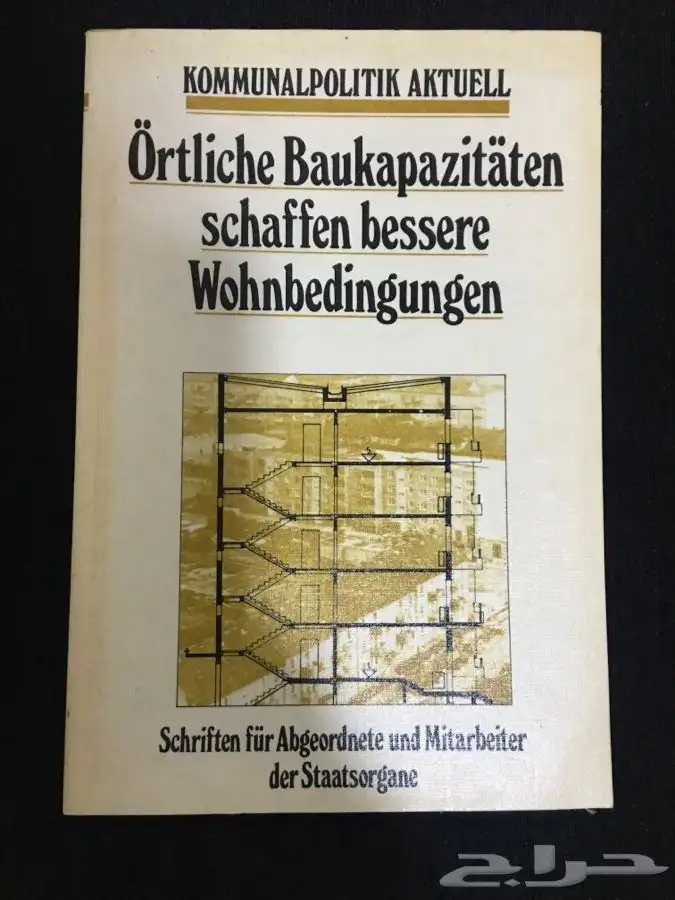 KOMMUNALPOLITIK AKTUELL
Örtliche Baukapazitäten
schaffen bessere
Wohnbedingungen
Schriften für Abgeordnete und Mitarbeiter
der Staatsorgane
حراج